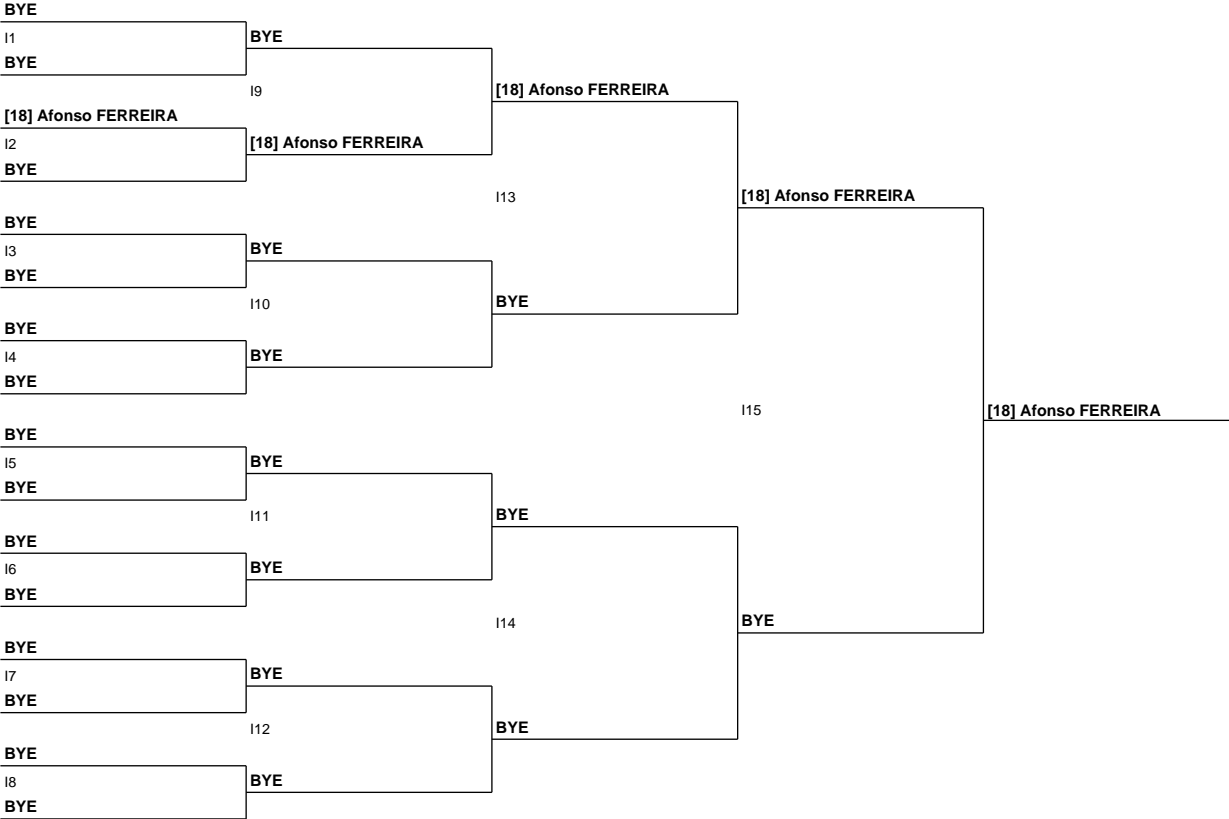 BYE
I1
BYE
BYE
I9
[18] Afonso FERREIRA
[18] Afonso FERREIRA
I2
[18] Afonso FERREIRA
BYE
I13
[18] Afonso FERREIRA
BYE
I3
BYE
BYE
I10
BYE
BYE
I4
BYE
BYE
I15
[18] Afonso FERREIRA
BYE
I5
BYE
BYE
I11
BYE
BYE
I6
BYE
BYE
I14
BYE
BYE
I7
BYE
BYE
I12
BYE
BYE
I8
BYE
BYE